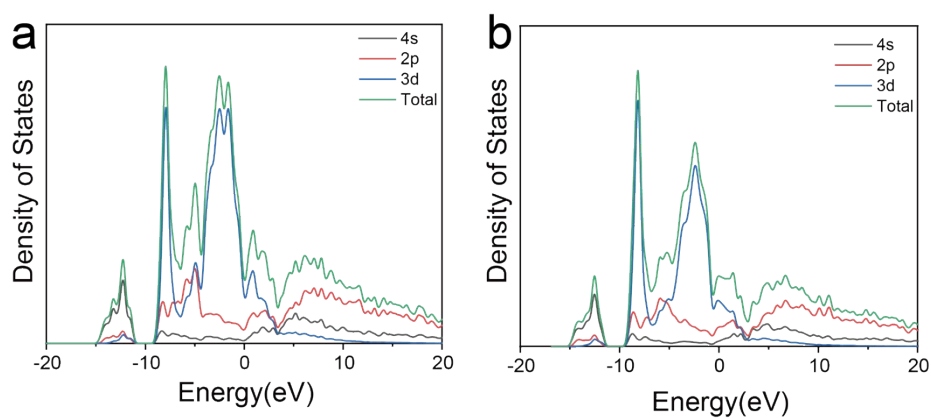 a
Density of States
4s
2p
3d
Total
-20
-10
0
10
20
Energy(eV)
b
Density of States
4s
2p
3d
Total
-20
-10
0
10
20
Energy(eV)